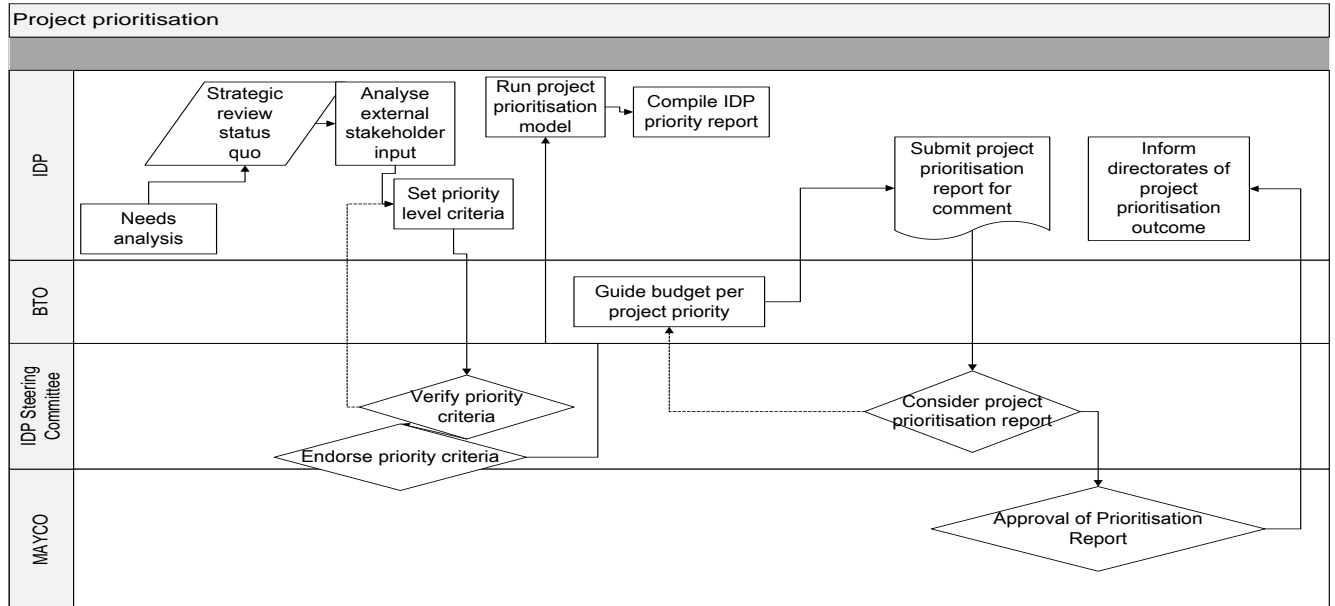 Project prioritisation
IDP
Needs
analysis
Strategic
review
status
quo
Analyse
external
stakeholder
input
Set priority
level criteria
Run project
prioritisation
model
Compile IDP
priority report
Submit project
prioritisation
report for
comment
Inform
directorates of
project
prioritisation
outcome
BTO
Guide budget per
project priority
IDP Steering
Committee
Verify priority
criteria
Endorse priority criteria
Consider project
prioritisation report
MAYCO
Approval of Prioritisation
Report